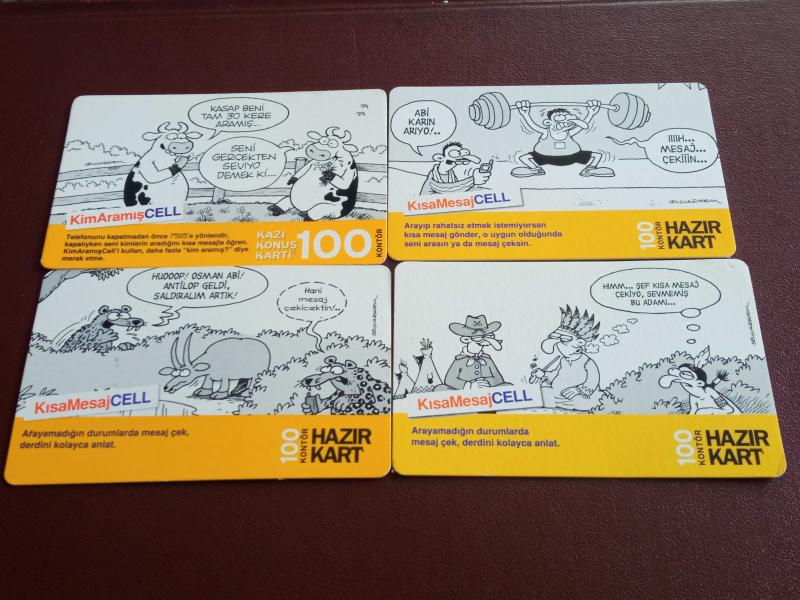 KASAP BENİ
TAM 30 KERE
ARAMIŞ...
SENİ
GERÇEKTEN
SEVİYO
DEMEK Kİ...
KimAramışCELL
Telefonunu kapatmadan önce 7565'e yönlendir,
kapalıyken seni kimlerin aradığını kısa mesajla öğren.
KimAramışCell'i kullan, daha fazla "kim aramış?" diye
merak etme.
KAZI
KONUŞ
KARTI
100
KONTÖR
ABİ
KARIN
ARIYO!..
IIIIH...
MESAJ...
ÇEKİİİN...
KısaMesajCELL
Arayıp rahatsız etmek istemiyorsan
kısa mesaj gönder, o uygun olduğunda
seni arasın ya da mesaj çeksin.
100
KONTÖR
HAZIR
KART
HUOOOP! OSMAN ABİ!
ANTİLOP GELDİ,
SALDIRALIM ARTIK!
Hani
mesaj
çekicektin!..
KısaMesajCELL
Arayamadığın durumlarda mesaj çek,
derdini kolayca anlat.
100
KONTÖR
HAZIR
KART
HIMM... ŞEF KISA MESAJ
ÇEKİYO, SEVMEMİŞ
BU ADAMI...
KısaMesajCELL
Arayamadığın durumlarda
mesaj çek, derdini kolayca anlat.
100
KONTÖR
HAZIR
KART